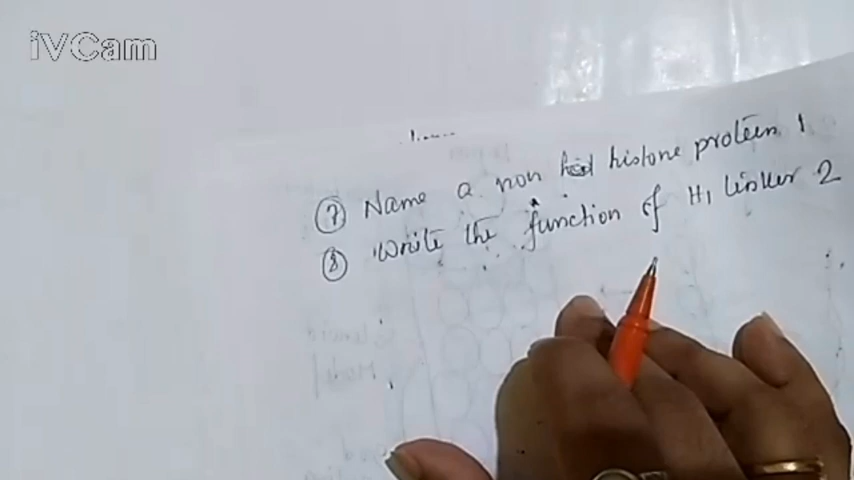 iVCam
⑦ Name a non histone protein 1
⑧ Write the function of H1 linker 2